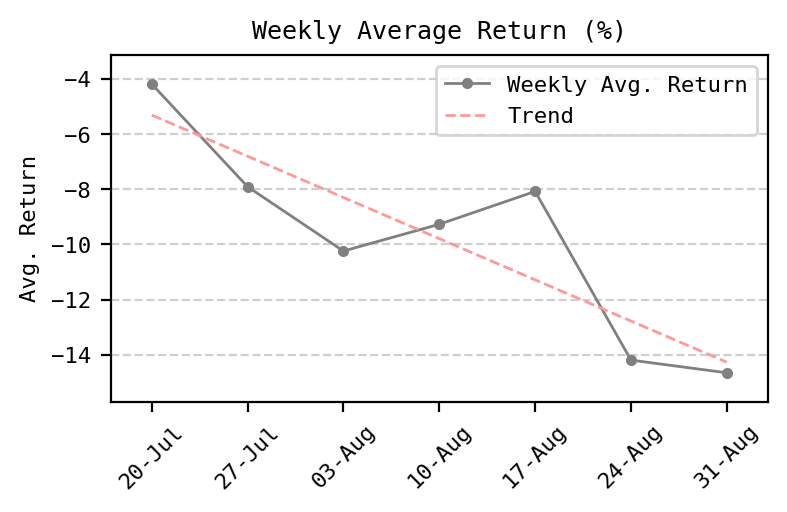 Weekly Average Return (%)
Weekly Avg. Return
Trend
Avg. Return
−4
−6
−8
−10
−12
−14
20-Jul
27-Jul
03-Aug
10-Aug
17-Aug
24-Aug
31-Aug